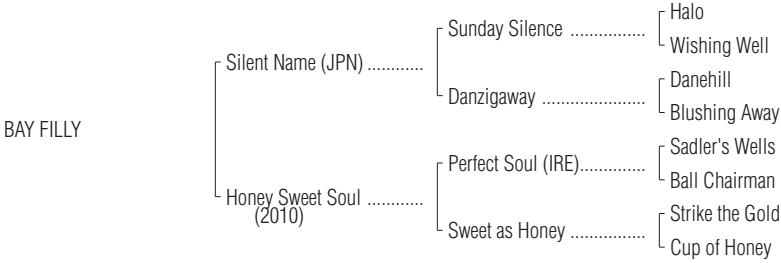 Halo
Sunday Silence ................
Wishing Well
Silent Name (JPN) ............
Danehill
Danzigaway ......................
Blushing Away
BAY FILLY
Sadler's Wells
Perfect Soul (IRE)..............
Ball Chairman
Honey Sweet Soul ............
(2010)
Strike the Gold
Sweet as Honey ................
Cup of Honey